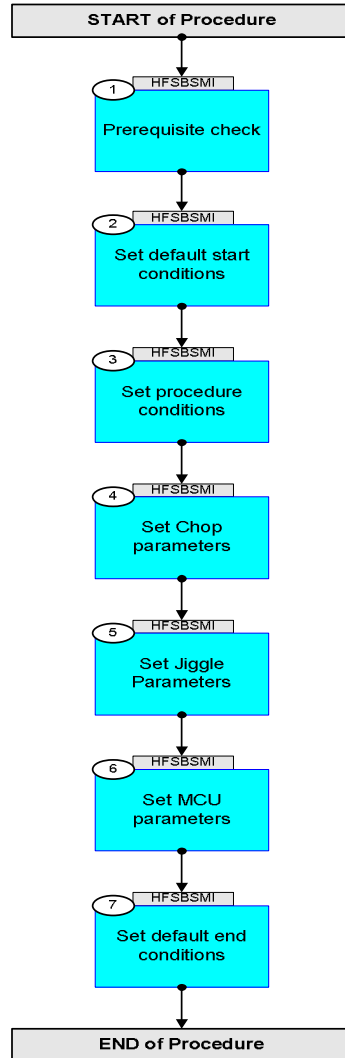 START of Procedure
HFSBSMI
1
Prerequisite check
HFSBSMI
2
Set default start
conditions
HFSBSMI
3
Set procedure
conditions
HFSBSMI
4
Set Chop
parameters
HFSBSMI
5
Set Jiggle
Parameters
HFSBSMI
6
Set MCU
parameters
HFSBSMI
7
Set default end
conditions
END of Procedure